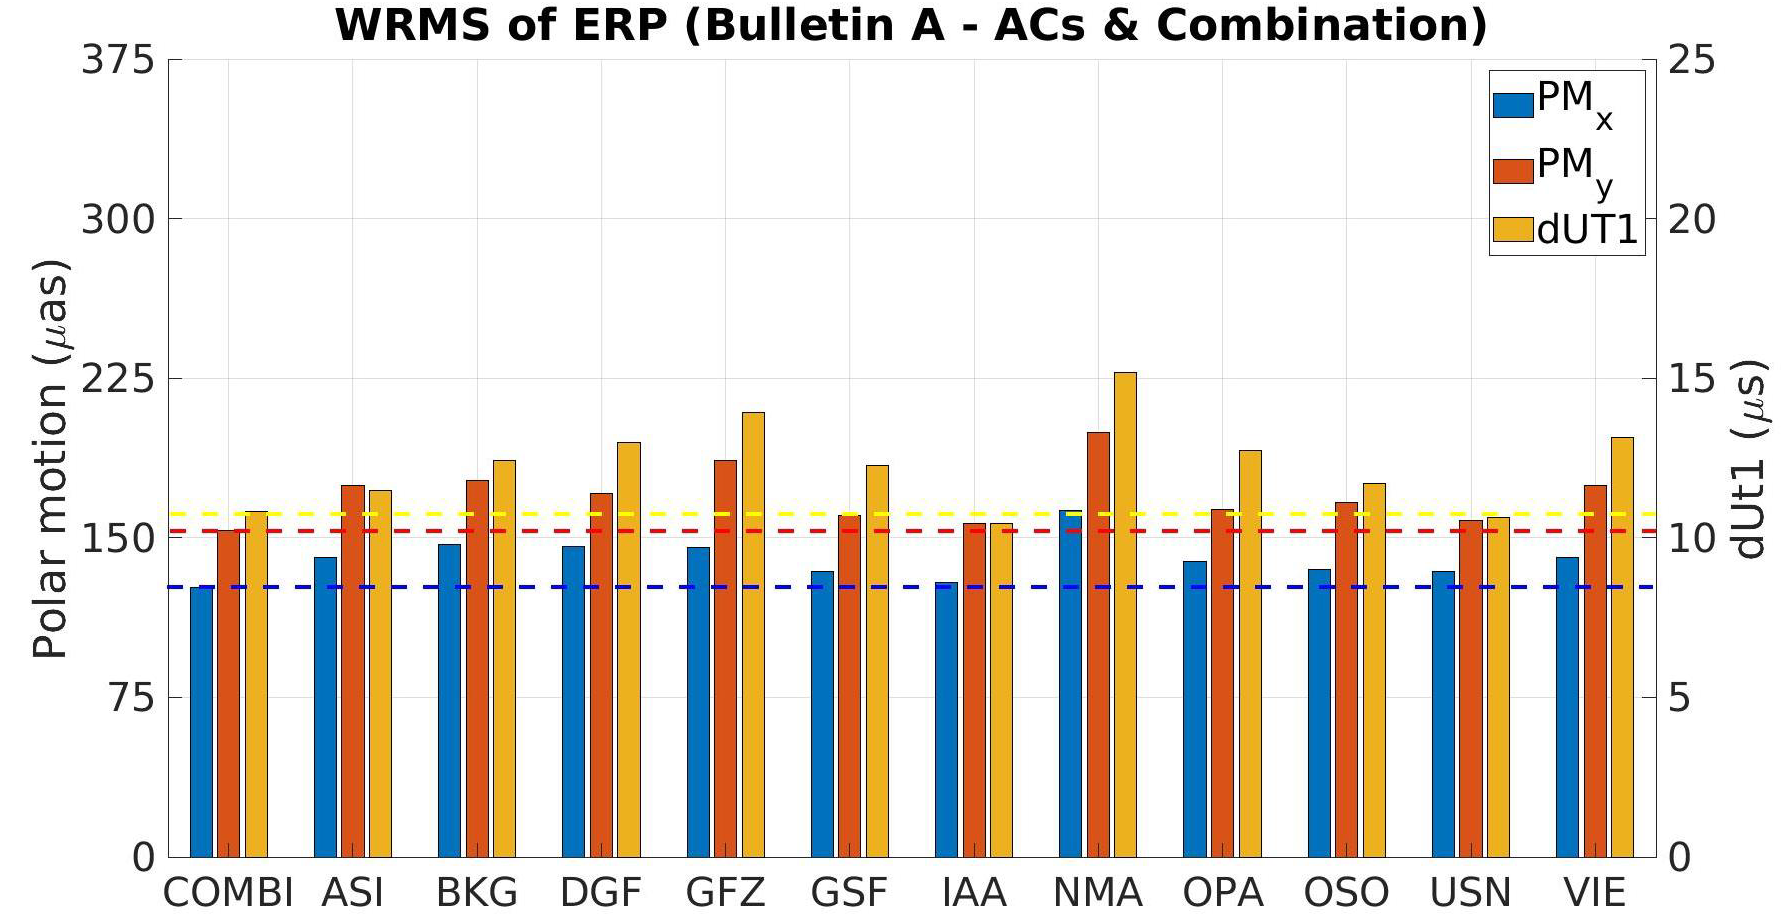 WRMS of ERP (Bulletin A - ACs & Combination)
Polar motion (μas)
375
300
225
150
75
0
25
20
15
10
5
0
dUt1 (μs)
PMx
PMy
dUT1
COMBI ASI BKG DGF GFZ GSF IAA NMA OPA OSO USN VIE